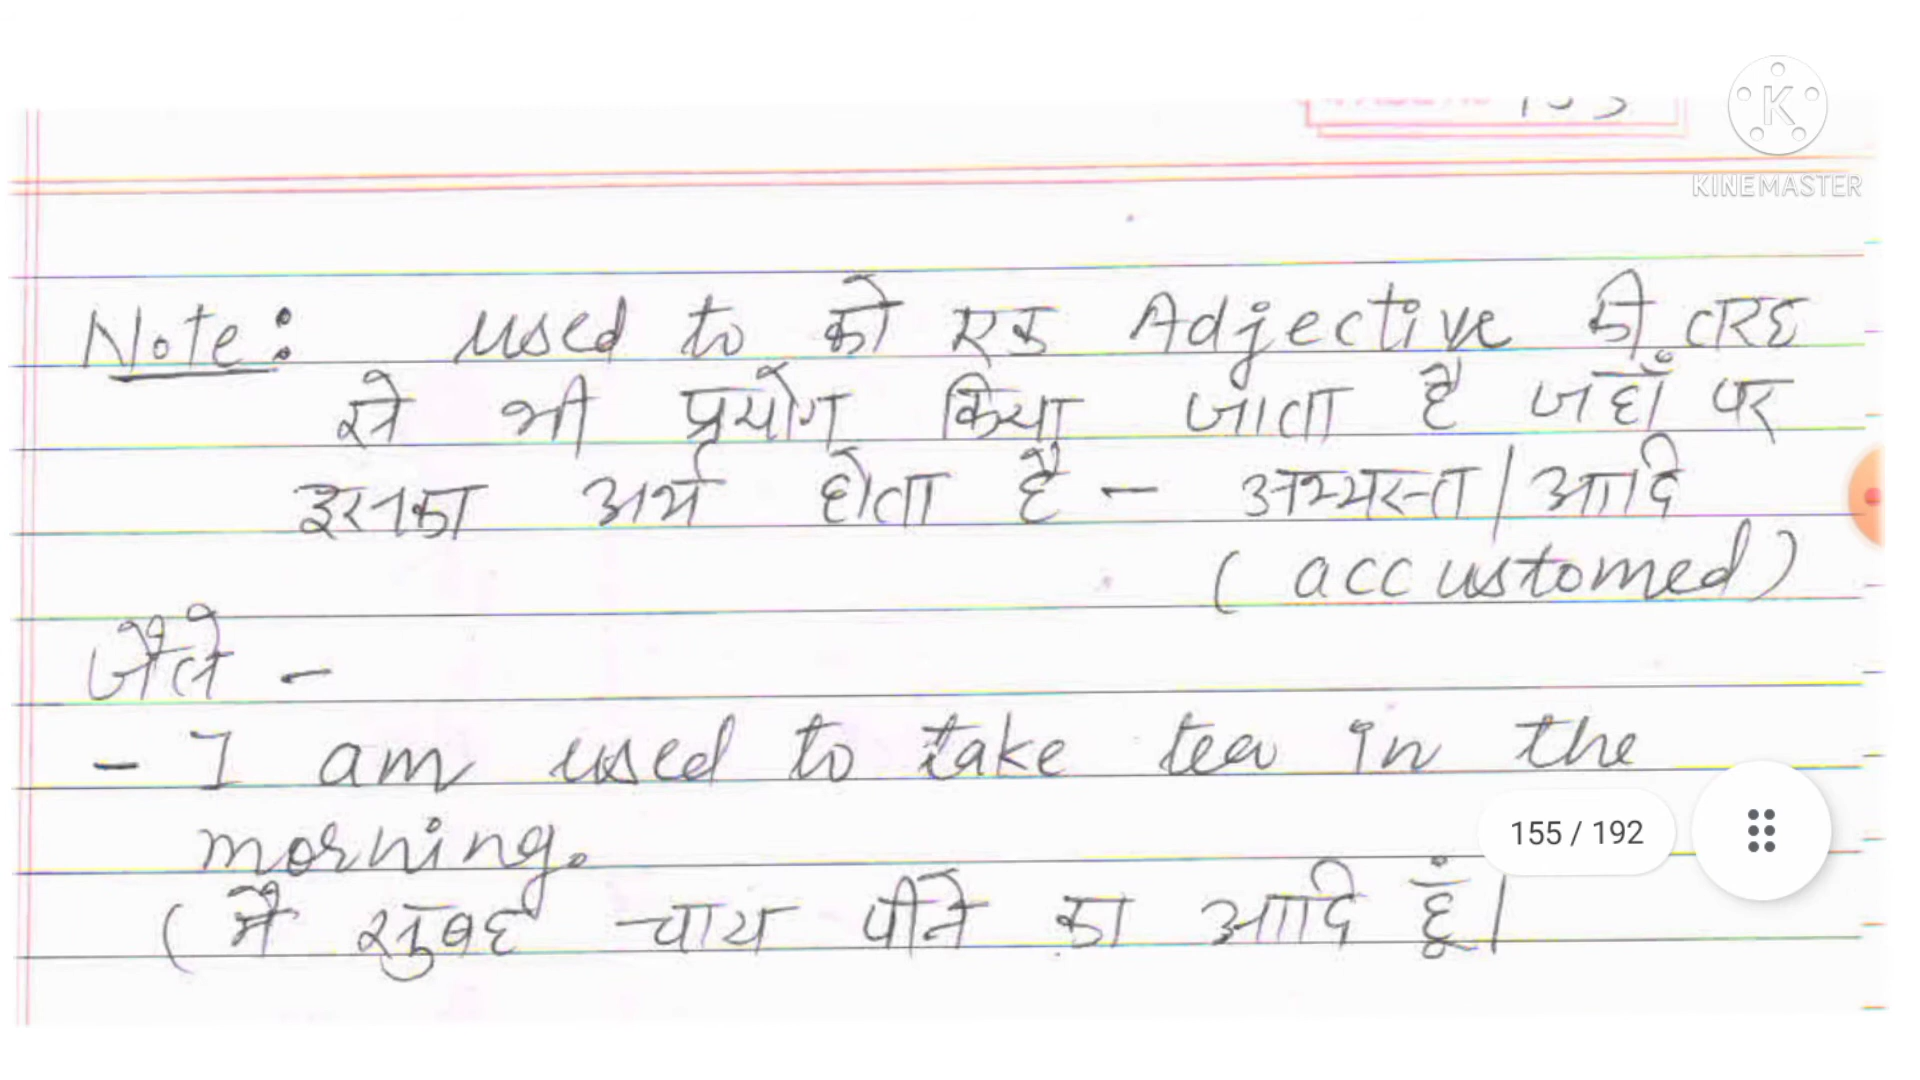 KINEMASTER
Note: used to को एक Adjective की तरह
से भी प्रयोग किया जाता है जहाँ पर
इसका अर्थ होता है - अभ्यस्त / आदि
(accustomed)
जैसे -
- I am used to take tea in the
morning.
155 / 192
(मैं सुबह चाय पीने का आदि हूं।